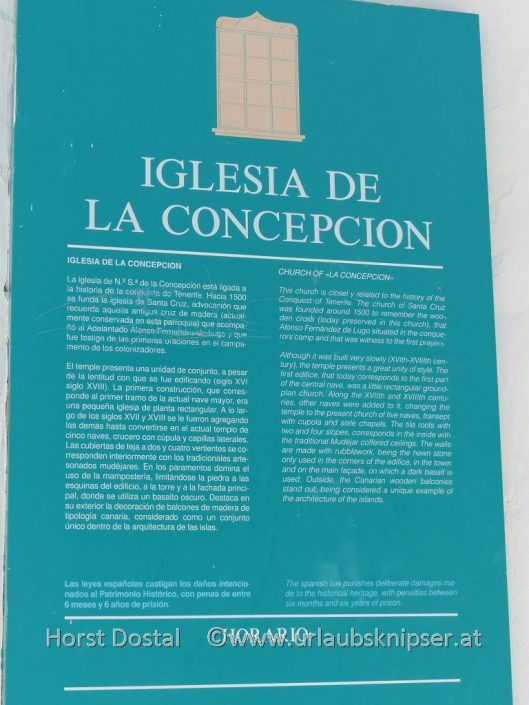 IGLESIA DE
LA CONCEPCION
IGLESIA DE LA CONCEPCION
La iglesia de N.ª S.ª de la Concepción está ligada a
la historia de la conquista de Tenerife. Hacia 1500
se funda la iglesia de Santa Cruz, advocación que
recuerda aquella antigua cruz de madera (actual-
mente conservada en esta parroquia) que acompa-
ñó al Adelantado Alonso Fernández de Lugo y que
fue testigo de las primeras oraciones en el campa-
mento de los colonizadores.
El templo presenta una unidad de conjunto, a pesar
de la lentitud con que se fue edificando (siglo XVI
siglo XVIII). La primera construcción, que corres-
ponde al primer tramo de la actual nave mayor, era
una pequeña iglesia de planta rectangular. A lo lar-
go de los siglos XVII y XVIII se le fueron agregando
las demás hasta convertirse en el actual templo de
cinco naves, crucero con cúpula y capillas laterales.
Las cubiertas de teja a dos y cuatro vertientes se co-
rresponden interiormente con los tradicionales arte-
sonados mudéjares. En los paramentos domina el
uso de la mampostería, limitándose la piedra a las
esquinas del edificio, a la torre y a la fachada princi-
pal, donde se utiliza un basalto oscuro. Destaca en
su exterior la decoración de balcones de madera de
tipología canaria, considerado como un conjunto
único dentro de la arquitectura de las islas.
Las leyes españolas castigan los daños intencio-
nados al Patrimonio Histórico, con penas de entre
6 meses y 6 años de prisión.
CHURCH OF «LA CONCEPCION»
This church is closel y related to the history of the
Conquest of Tenerife. The church of Santa Cruz
was founded around 1500 to remember the woo-
den cross (today preserved in this church), that
Alonso Fernández de Lugo situated in the conque-
rors'camp and that was witness to the first prayers.
Although it was built very slowly (XVIth-XVIIIth cen-
tury), the temple presents a great unity of style. The
first edifice, that today corresponds to the first part
of the central nave, was a little rectangular ground-
plan church. Along the XVIIth and XVIIIth centu-
ries, other naves were added to it, changing the
temple to the present church of five naves, transept
with cupola and aisle chapels. The tile roofs with
two and four slopes, corresponds in the inside with
the traditional Mudéjar coffered ceilings. The walls
are made with rubblework, being the hewn stone
only used in the corners of the edifice, in the tower
and on the main façade, on which a dark basalt is
used. Outside, the Canarian wooden balconies
stand out, being considered a unique example of
the architecture of the islands.
The spanish law punishes deliberate damages ma-
de to the historical heritage, with penalties between
six months and six years of prison.
HORARIO:
Horst Dostal ©www.urlaubsknipser.at